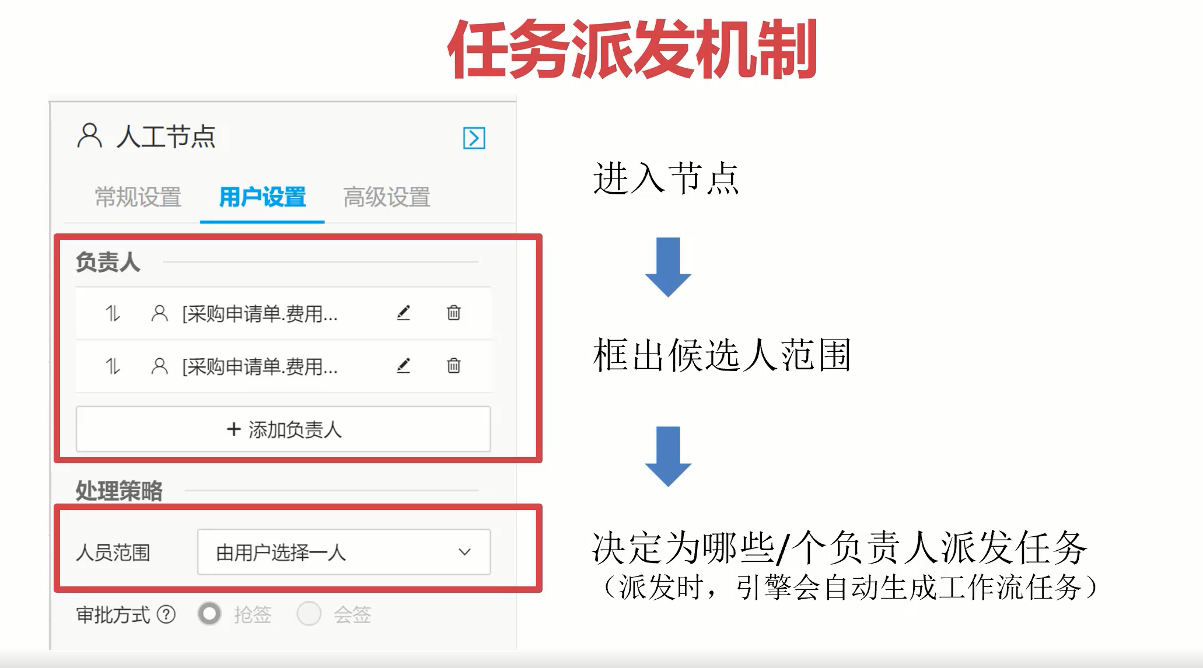 任务派发机制
人工节点
常规设置 用户设置 高级设置
负责人
[采购申请单.费用...
[采购申请单.费用...
+ 添加负责人
处理策略
人员范围 由用户选择一人
审批方式 ? 抢签 会签
进入节点
框出候选人范围
决定为哪些/个负责人派发任务
（派发时，引擎会自动生成工作流任务）